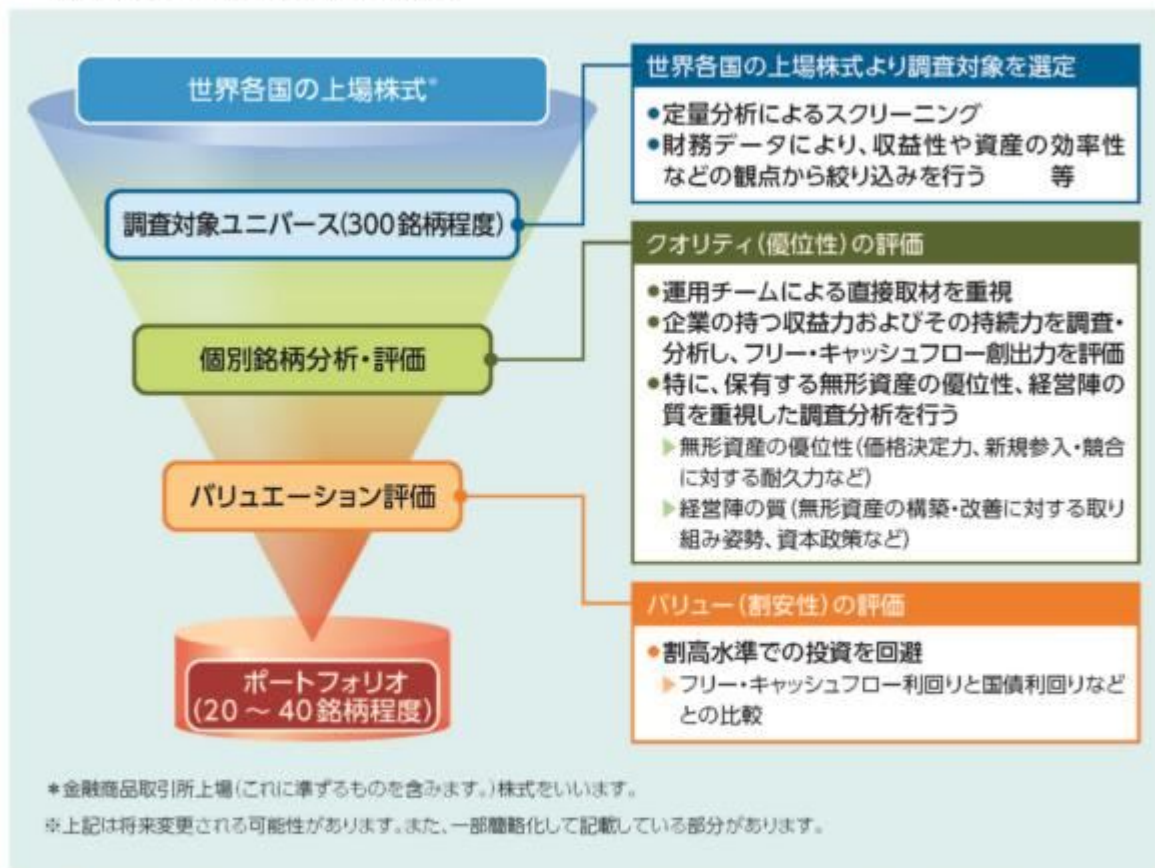 世界各国の上場株式*
調査対象ユニバース(300銘柄程度)
個別銘柄分析・評価
バリュエーション評価
ポートフォリオ
(20～40銘柄程度)
世界各国の上場株式より調査対象を選定
●定量分析によるスクリーニング
●財務データにより、収益性や資産の効率性
などの観点から絞り込みを行う 等
クオリティ(優位性)の評価
●運用チームによる直接取材を重視
●企業の持つ収益力およびその持続力を調査・
分析し、フリー・キャッシュフロー創出力を評価
●特に、保有する無形資産の優位性、経営陣の
質を重視した調査分析を行う
▶無形資産の優位性(価格決定力、新規参入・競合
に対する耐久力など)
▶経営陣の質(無形資産の構築・改善に対する取り
組み姿勢、資本政策など)
バリュー(割安性)の評価
●割高水準での投資を回避
▶フリー・キャッシュフロー利回りと国債利回りなど
との比較
*金融商品取引所上場(これに準ずるものを含みます。)株式をいいます。
※上記は将来変更される可能性があります。また、一部簡略化して記載している部分があります。